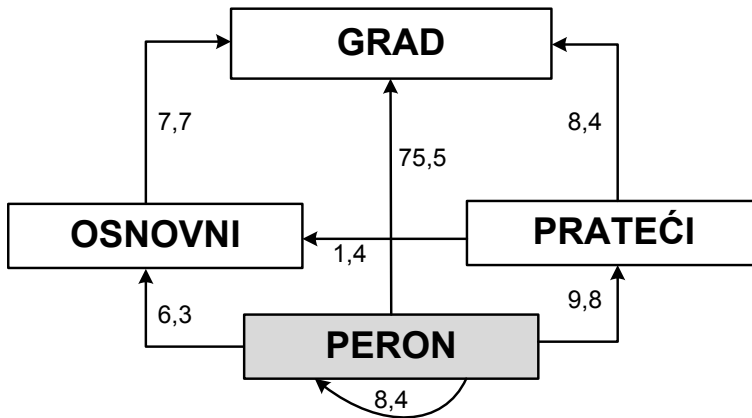 GRAD
7,7
8,4
75,5
OSNOVNI
PRATEĆI
1,4
6,3
9,8
PERON
8,4